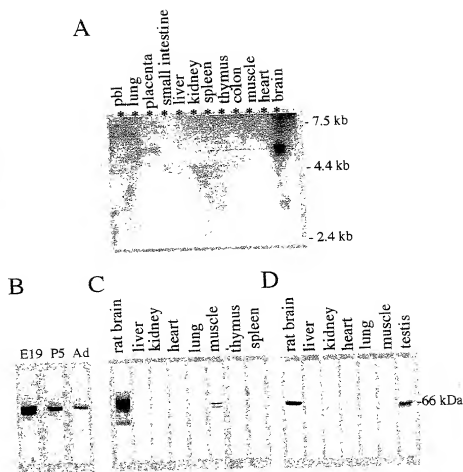 A
pbl
lung
placenta
small intestine
liver
kidney
spleen
thymus
colon
muscle
heart
brain
* * * * * * * * * * * *
- 7.5 kb
- 4.4 kb
- 2.4 kb
B
E19 P5 Ad
C
rat brain
liver
kidney
heart
lung
muscle
thymus
spleen
D
rat brain
liver
kidney
heart
lung
muscle
testis
-66 kDa